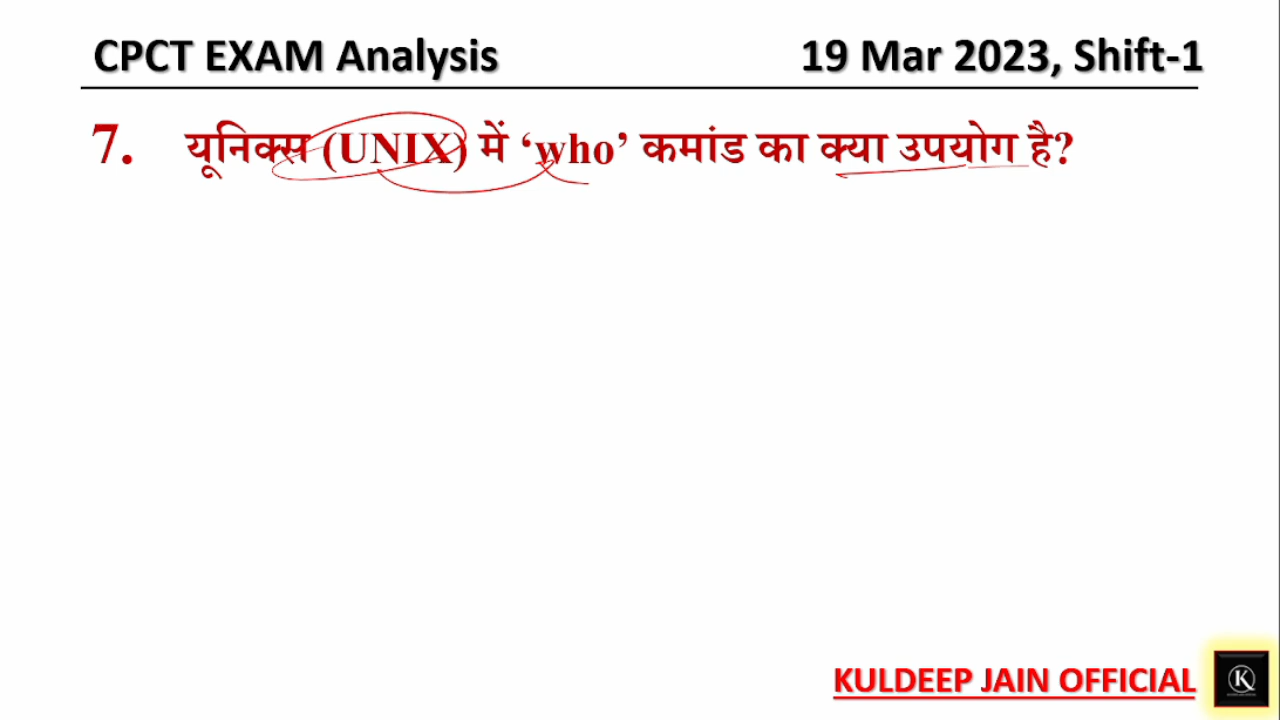 CPCT EXAM Analysis 19 Mar 2023, Shift-1
7. यूनिक्स (UNIX) में ‘who’ कमांड का क्या उपयोग है?
KULDEEP JAIN OFFICIAL